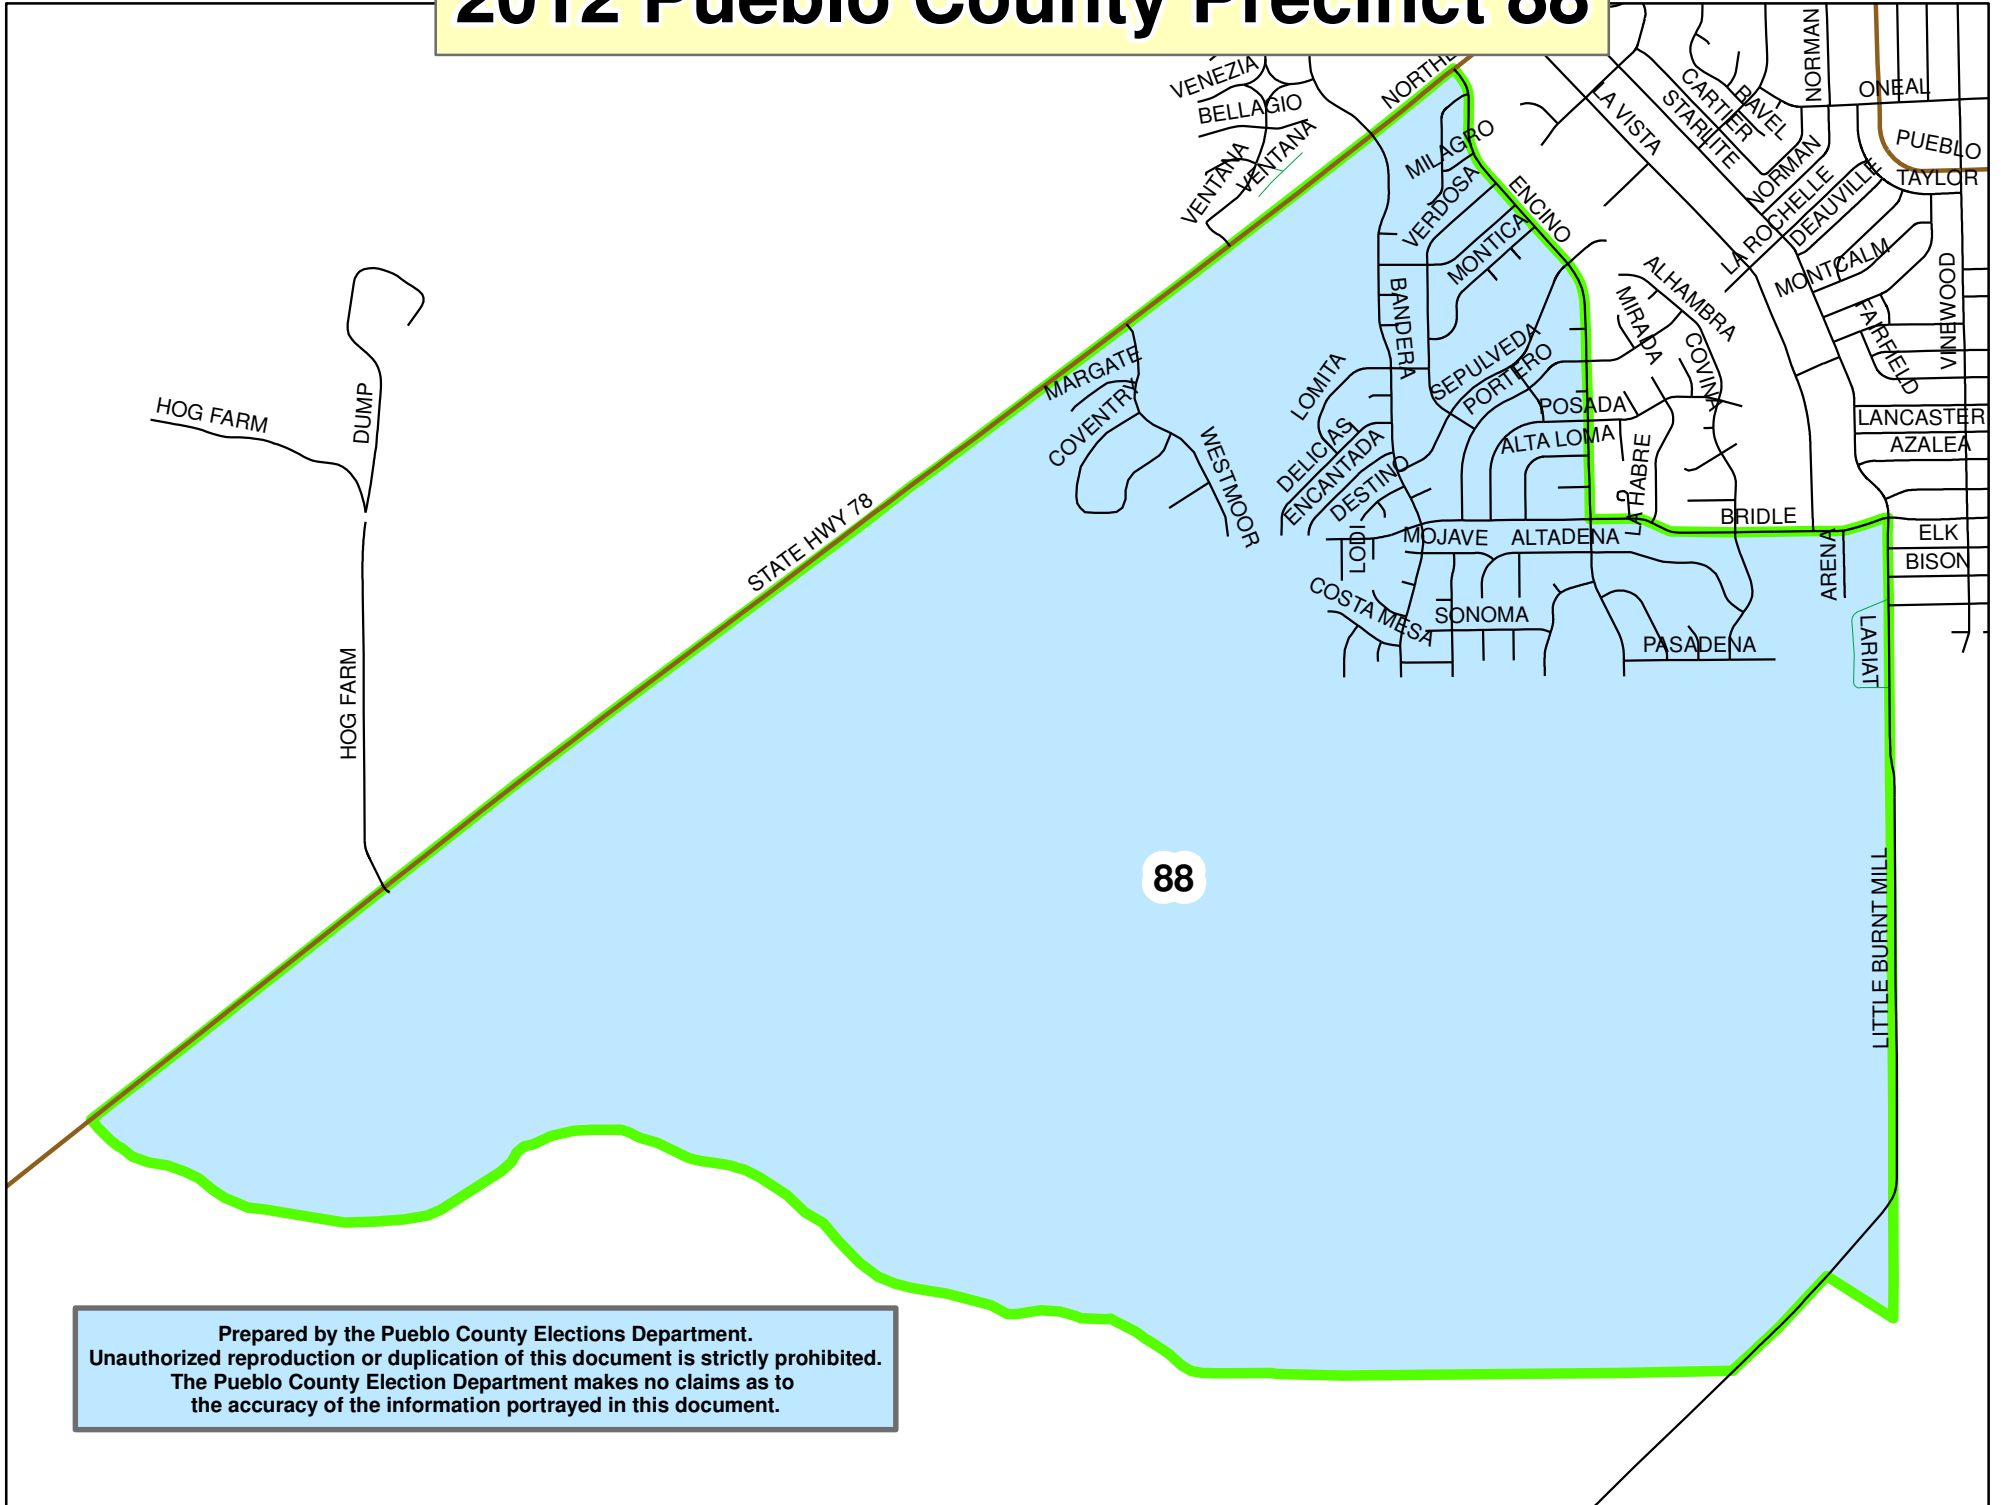 2012 Pueblo County Precinct 88
VENEZIA
BELLAGIO
VENTANA
VENTANA
MILAGRO
VERDOSA
MONTICA
ENCINO
LA VISTA
CARTIER
RAVEL
STARLITE
NORMAN
ONEAL
PUEBLO
TAYLOR
NORMAN
LA ROCHELLE
DEAUVILLE
MONTCALM
FAIRFIELD
VINEWOOD
ALHAMBRA
MIRADA
COVINA
BANDERA
SEPULVEDA
PORTERO
LOMITA
POSADA
ALTA LOMA
LA HABRE
DELICIAS
ENCANTADA
DESTINO
LANCASTER
AZALEA
MARGATE
COVENTRY
WESTMOOR
HOG FARM
DUMP
STATE HWY 78
LODI
MOJAVE
ALTADENA
BRIDLE
ARENA
ELK
BISON
COSTA MESA
SONOMA
PASADENA
LARIAT
HOG FARM
88
LITTLE BURNT MILL
Prepared by the Pueblo County Elections Department.
Unauthorized reproduction or duplication of this document is strictly prohibited.
The Pueblo County Election Department makes no claims as to
the accuracy of the information portrayed in this document.